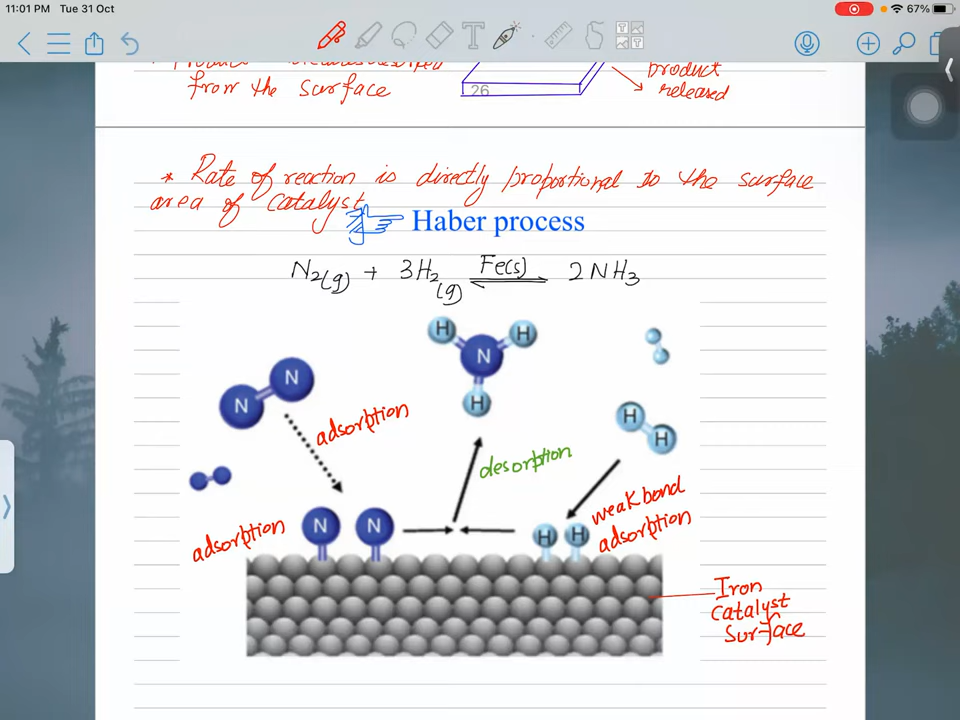 11:01 PM Tue 31 Oct
67%
from the surface
26
product
released
* Rate of reaction is directly proportional to the surface
area of catalyst
Haber process
N2(g) + 3H2(g) Fe(s) 2NH3
H H
N
H
N
N
adsorption
H
H
desorption
weak bond
adsorption
adsorption
N N
H H
Iron
catalyst
surface